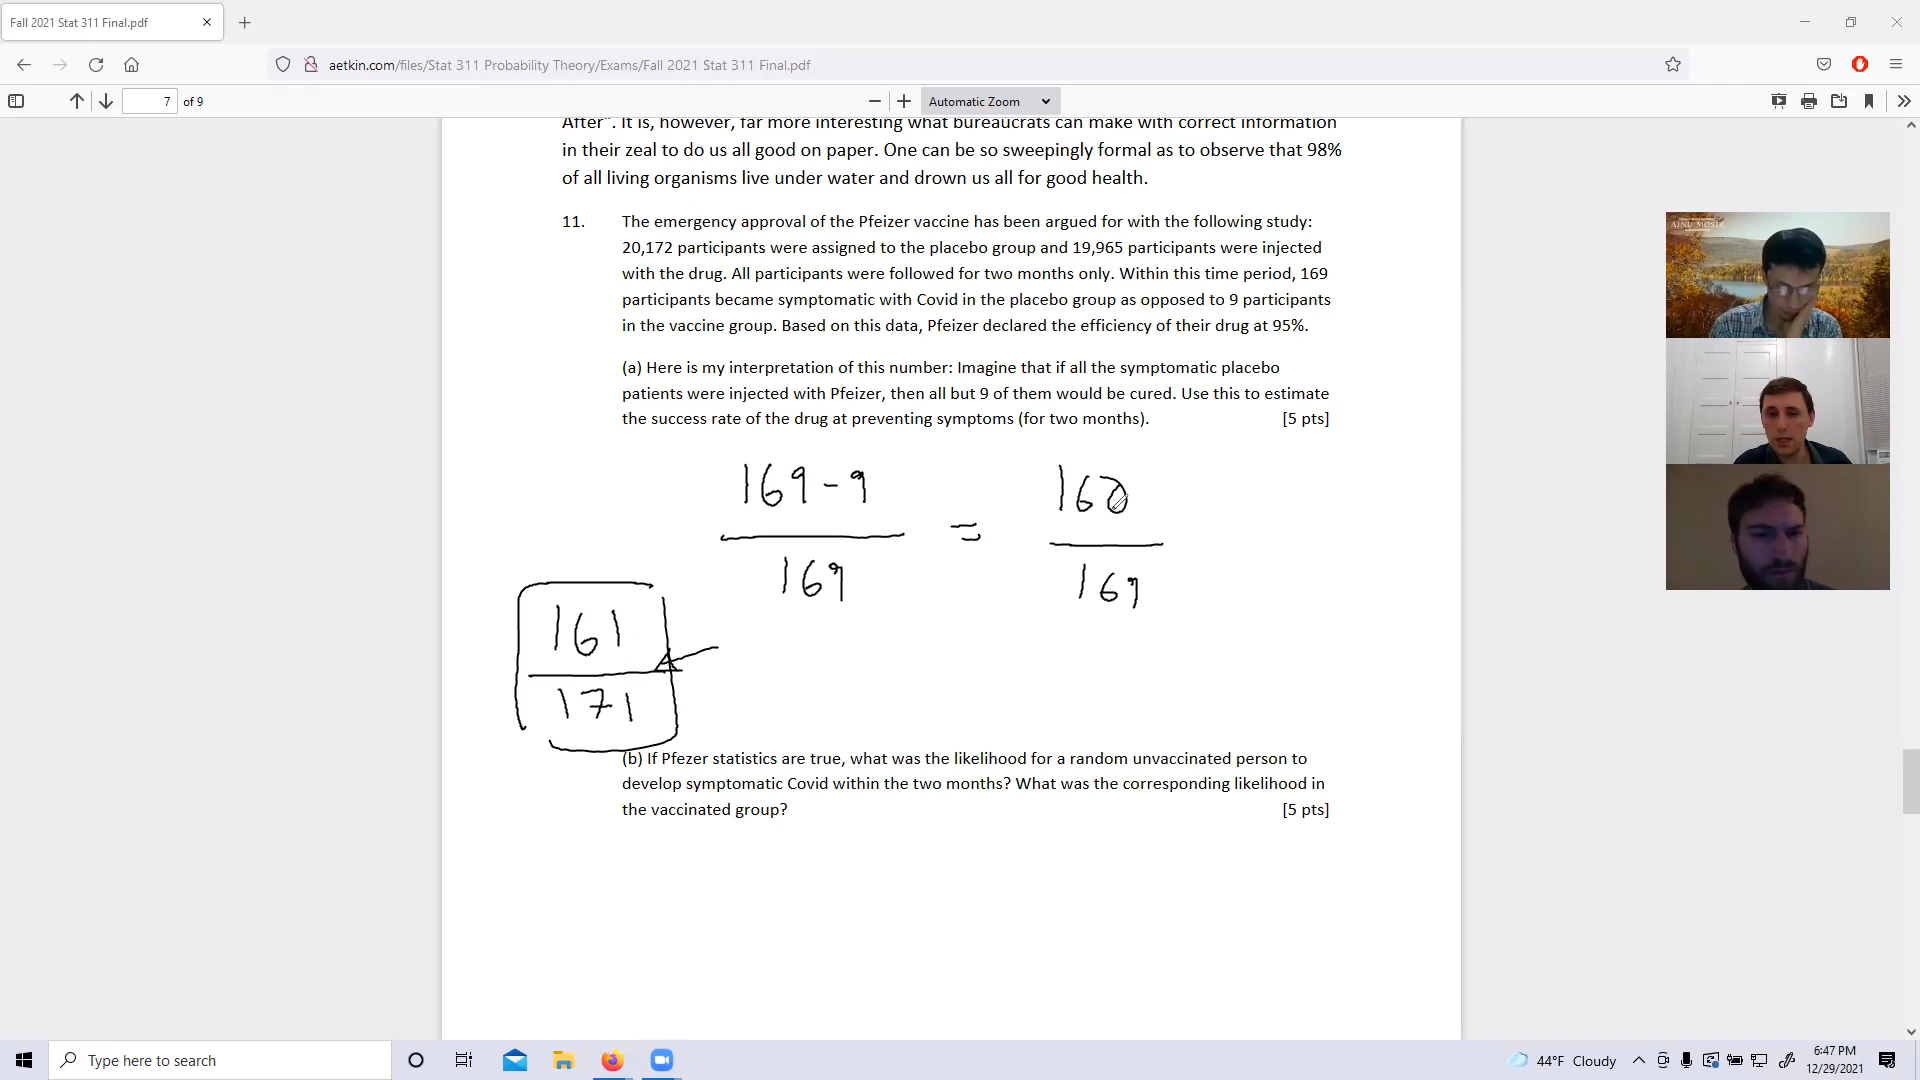 Fall 2021 Stat 311 Final.pdf
aetkin.com/files/Stat 311 Probability Theory/Exams/Fall 2021 Stat 311 Final.pdf
7 of 9
Automatic Zoom
After". It is, however, far more interesting what bureaucrats can make with correct information
in their zeal to do us all good on paper. One can be so sweepingly formal as to observe that 98%
of all living organisms live under water and drown us all for good health.
11. The emergency approval of the Pfeizer vaccine has been argued for with the following study:
20,172 participants were assigned to the placebo group and 19,965 participants were injected
with the drug. All participants were followed for two months only. Within this time period, 169
participants became symptomatic with Covid in the placebo group as opposed to 9 participants
in the vaccine group. Based on this data, Pfeizer declared the efficiency of their drug at 95%.
(a) Here is my interpretation of this number: Imagine that if all the symptomatic placebo
patients were injected with Pfeizer, then all but 9 of them would be cured. Use this to estimate
the success rate of the drug at preventing symptoms (for two months). [5 pts]
169 - 9
169
=
160
169
161
171
(b) If Pfezer statistics are true, what was the likelihood for a random unvaccinated person to
develop symptomatic Covid within the two months? What was the corresponding likelihood in
the vaccinated group? [5 pts]
Type here to search
44°F Cloudy
6:47 PM
12/29/2021